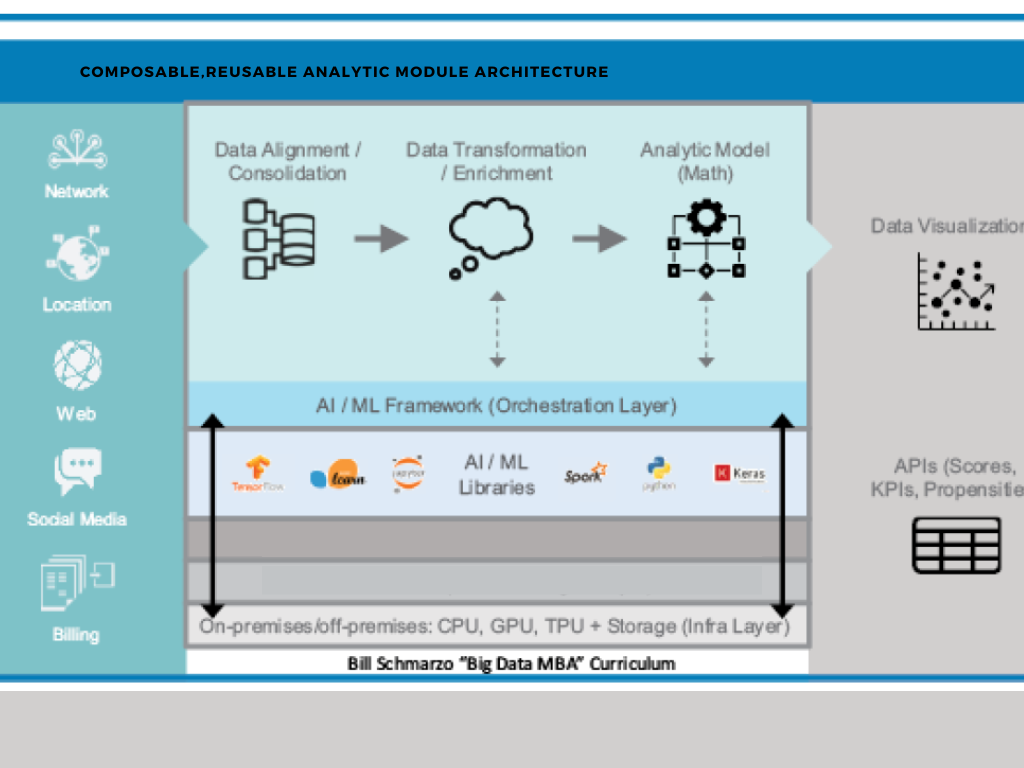 COMPOSABLE,REUSABLE ANALYTIC MODULE ARCHITECTURE
Network
Location
Web
Social Media
Billing
Data Alignment /
Consolidation
Data Transformation
/ Enrichment
Analytic Model
(Math)
AI / ML Framework (Orchestration Layer)
TensorFlow
learn
jupyter
AI / ML
Libraries
Spark
python
K Keras
On-premises/off-premises: CPU, GPU, TPU + Storage (Infra Layer)
Bill Schmarzo “Big Data MBA” Curriculum
Data Visualization
APIs (Scores,
KPIs, Propensitie